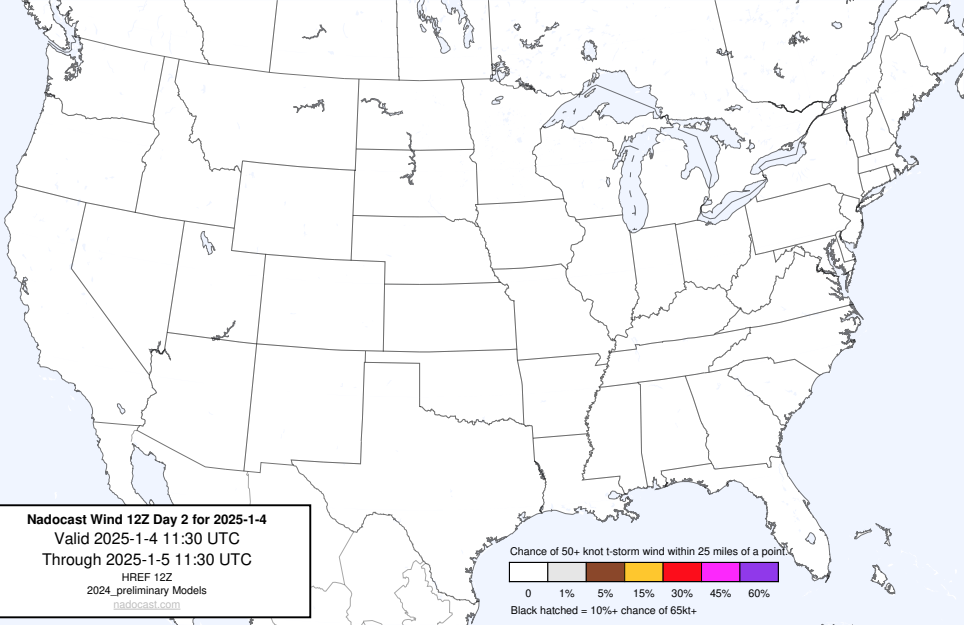 Nadocast Wind 12Z Day 2 for 2025-1-4
Valid 2025-1-4 11:30 UTC
Through 2025-1-5 11:30 UTC
HREF 12Z
2024_preliminary Models
nadocast.com
Chance of 50+ knot t-storm wind within 25 miles of a point.
0 1% 5% 15% 30% 45% 60%
Black hatched = 10%+ chance of 65kt+